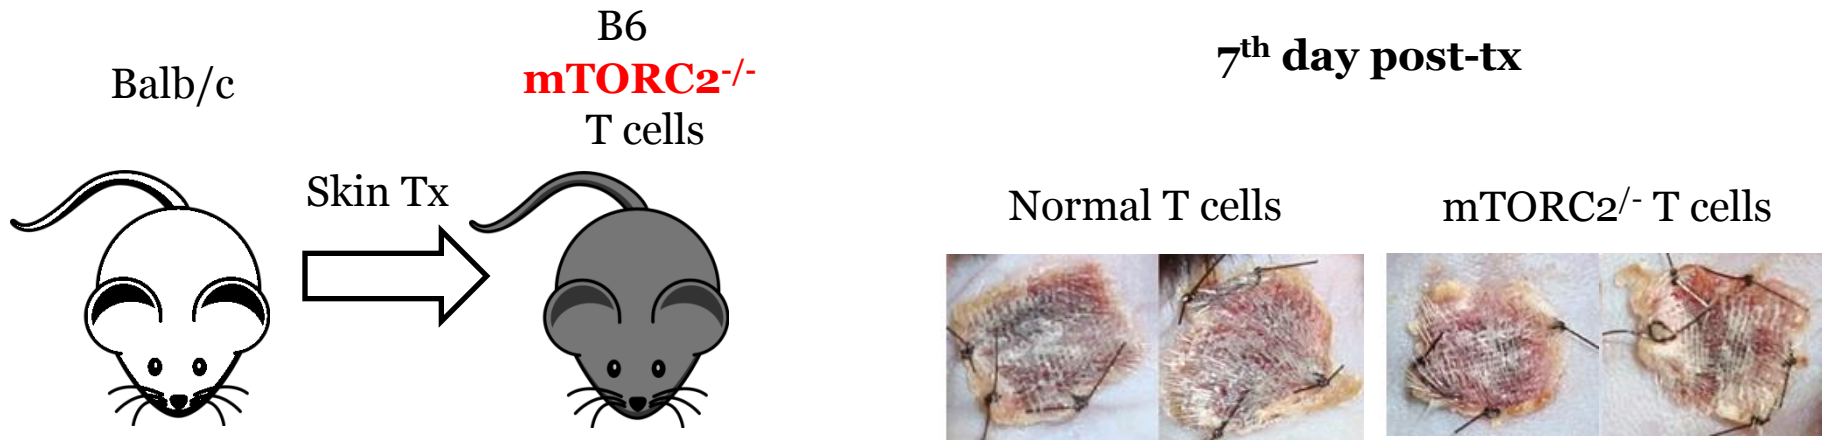 Balb/c
B6
mTORC2-/-
T cells
Skin Tx
7th day post-tx
Normal T cells
mTORC2/- T cells